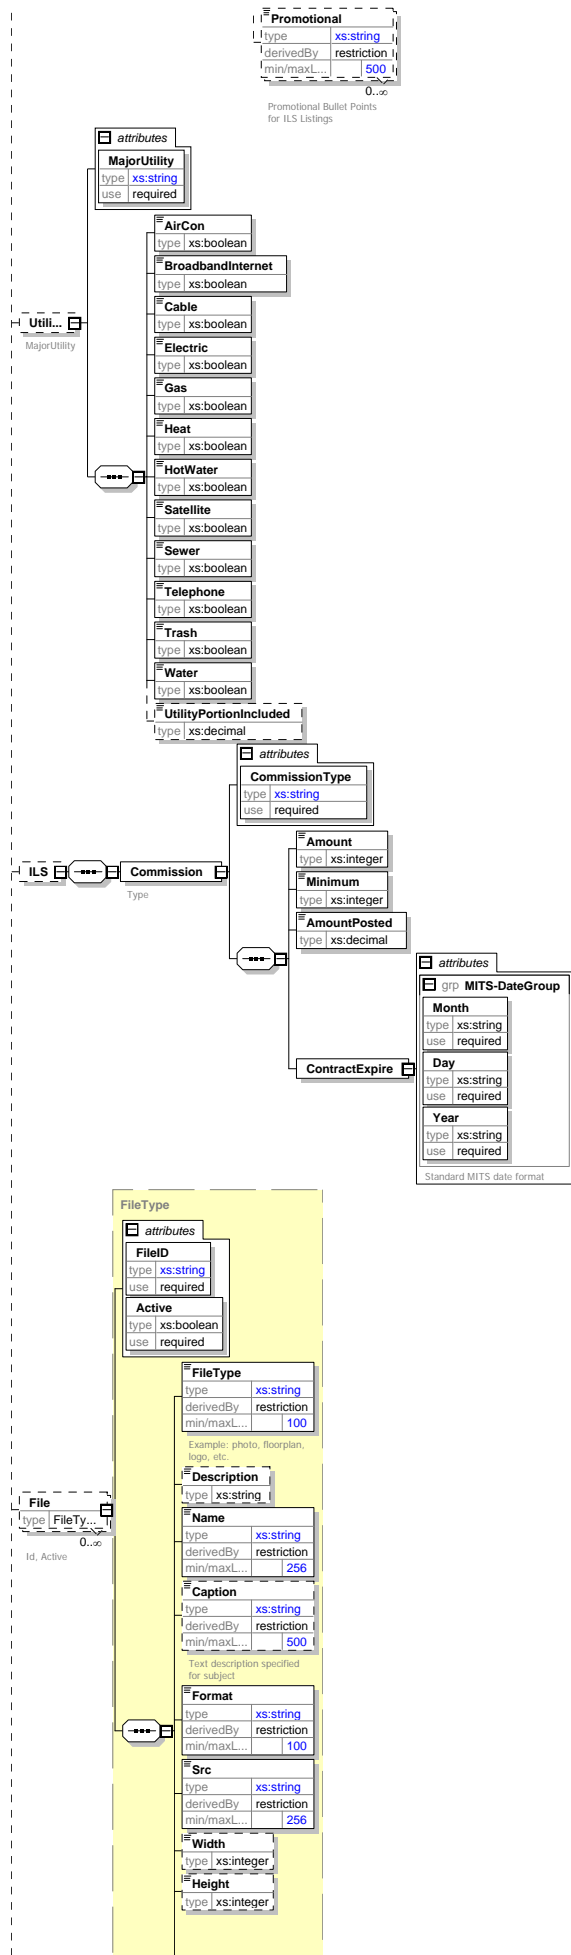 Promotional
type xs:string
derivedBy restriction
min/maxL... 500
0..∞
Promotional Bullet Points
for ILS Listings
attributes
MajorUtility
type xs:string
use required
AirCon
type xs:boolean
BroadbandInternet
type xs:boolean
Cable
type xs:boolean
Utili...
MajorUtility
Electric
type xs:boolean
Gas
type xs:boolean
Heat
type xs:boolean
HotWater
type xs:boolean
Satellite
type xs:boolean
Sewer
type xs:boolean
Telephone
type xs:boolean
Trash
type xs:boolean
Water
type xs:boolean
UtilityPortionIncluded
type xs:decimal
attributes
CommissionType
type xs:string
use required
ILS
Commission
Type
Amount
type xs:integer
Minimum
type xs:integer
AmountPosted
type xs:decimal
ContractExpire
attributes
grp MITS-DateGroup
Month
type xs:string
use required
Day
type xs:string
use required
Year
type xs:string
use required
Standard MITS date format
FileType
attributes
FileID
type xs:string
use required
Active
type xs:boolean
use required
FileType
type xs:string
derivedBy restriction
min/maxL... 100
Example: photo, floorplan,
logo, etc.
Description
type xs:string
File
type FileTy...
0..∞
Id, Active
Name
type xs:string
derivedBy restriction
min/maxL... 256
Caption
type xs:string
derivedBy restriction
min/maxL... 500
Text description specified
for subject
Format
type xs:string
derivedBy restriction
min/maxL... 100
Src
type xs:string
derivedBy restriction
min/maxL... 256
Width
type xs:integer
Height
type xs:integer